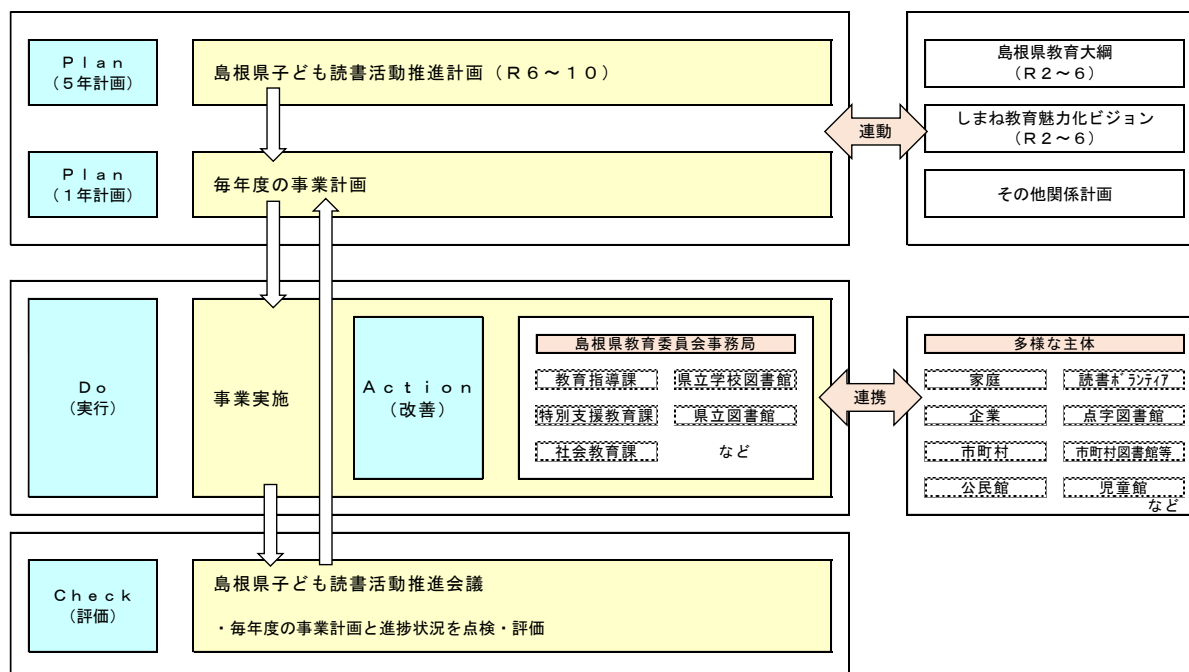 Ｐｌａｎ
（５年計画）
島根県子ども読書活動推進計画（Ｒ６～１０）
Ｐｌａｎ
（１年計画）
毎年度の事業計画
連動
島根県教育大綱
（Ｒ２～６）
しまね教育魅力化ビジョン
（Ｒ２～６）
その他関係計画
Ｄｏ
（実行）
事業実施
Ａｃｔｉｏｎ
（改善）
島根県教育委員会事務局
教育指導課　県立学校図書館
特別支援教育課　県立図書館
社会教育課　など
連携
多様な主体
家庭　読書ﾎﾞﾗﾝﾃｨｱ
企業　点字図書館
市町村　市町村図書館等
公民館　児童館
など
Ｃｈｅｃｋ
（評価）
島根県子ども読書活動推進会議
・毎年度の事業計画と進捗状況を点検・評価